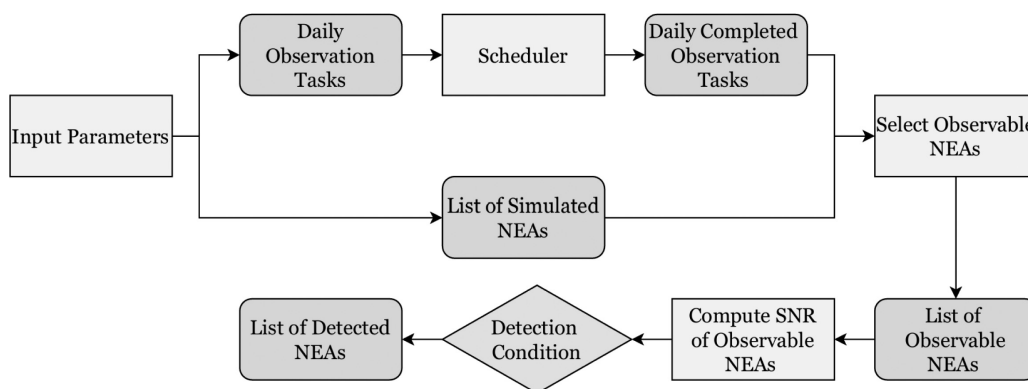 Daily
Observation
Tasks
Scheduler
Daily Completed
Observation
Tasks
Input Parameters
Select Observable
NEAs
List of Simulated
NEAs
List of Detected
NEAs
Detection
Condition
Compute SNR
of Observable
NEAs
List of
Observable
NEAs